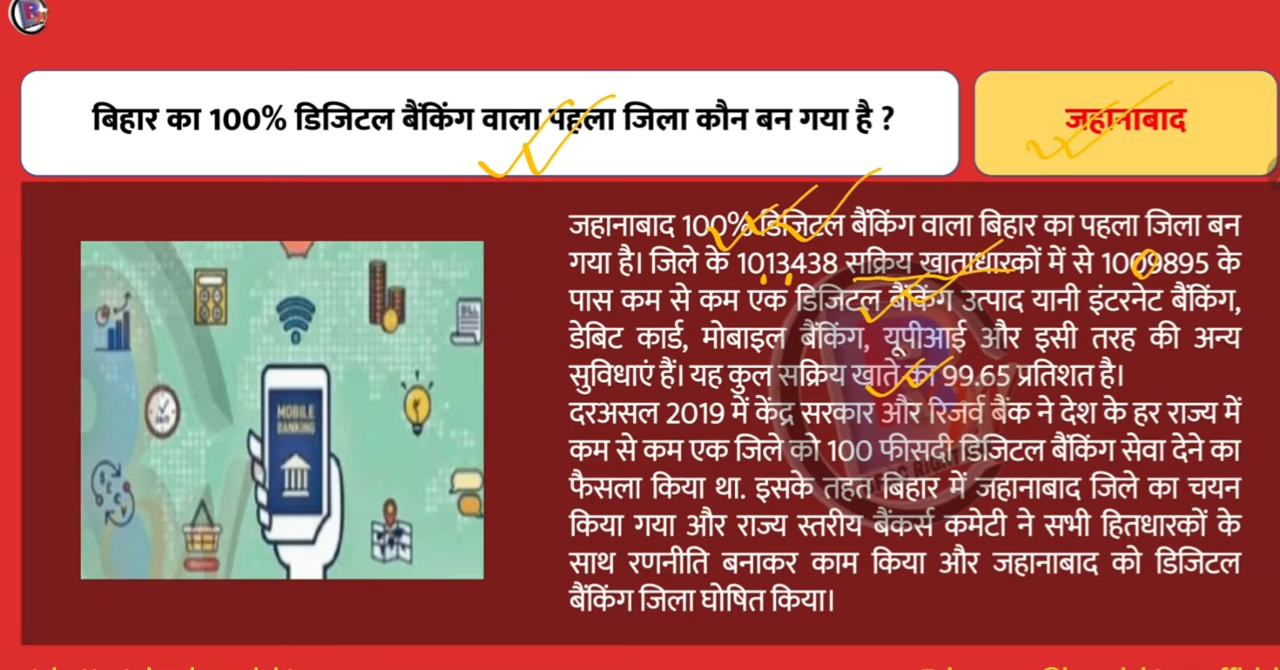 बिहार का 100% डिजिटल बैंकिंग वाला पहला जिला कौन बन गया है ?
जहानाबाद
जहानाबाद 100% डिजिटल बैंकिंग वाला बिहार का पहला जिला बन
गया है। जिले के 1013438 सक्रिय खाताधारकों में से 1009895 के
पास कम से कम एक डिजिटल बैंकिंग उत्पाद यानी इंटरनेट बैंकिंग,
डेबिट कार्ड, मोबाइल बैंकिंग, यूपीआई और इसी तरह की अन्य
सुविधाएं हैं। यह कुल सक्रिय खाते का 99.65 प्रतिशत है।
दरअसल 2019 में केंद्र सरकार और रिजर्व बैंक ने देश के हर राज्य में
कम से कम एक जिले को 100 फीसदी डिजिटल बैंकिंग सेवा देने का
फैसला किया था. इसके तहत बिहार में जहानाबाद जिले का चयन
किया गया और राज्य स्तरीय बैंकर्स कमेटी ने सभी हितधारकों के
साथ रणनीति बनाकर काम किया और जहानाबाद को डिजिटल
बैंकिंग जिला घोषित किया।
MOBILE
BANKING